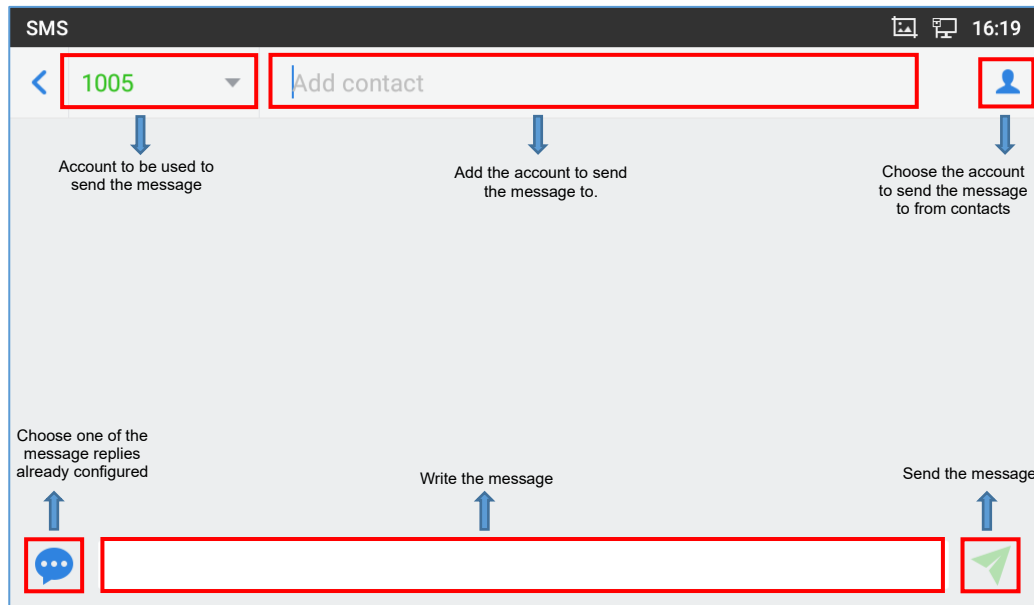 SMS
16:19
1005
Add contact
Account to be used to
send the message
Add the account to send
the message to.
Choose the account
to send the message
to from contacts
Choose one of the
message replies
already configured
Write the message
Send the message